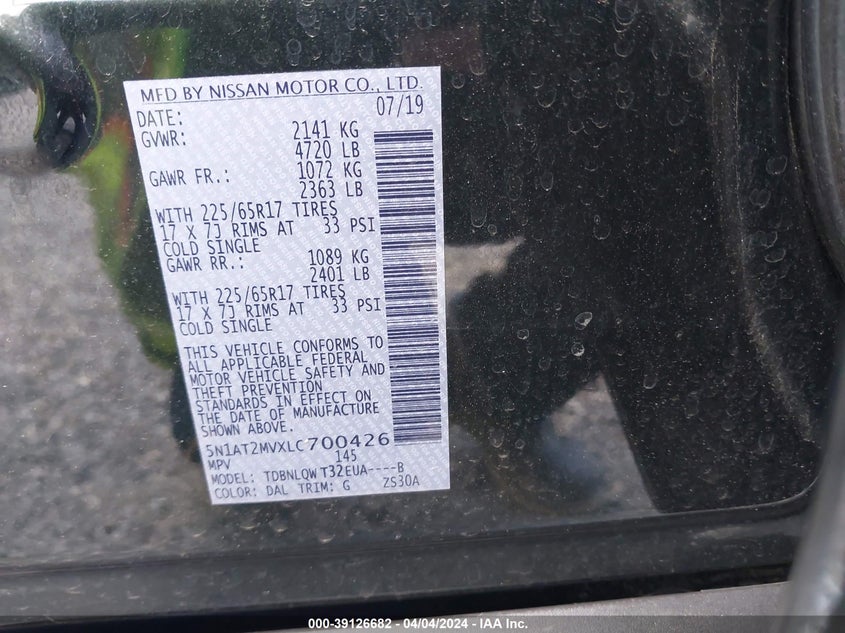 MFD BY NISSAN MOTOR CO., LTD.
DATE: 07/19
GVWR: 2141 KG
4720 LB
GAWR FR.: 1072 KG
2363 LB
WITH 225/65R17 TIRES
17 X 7J RIMS AT 33 PSI
COLD SINGLE
GAWR RR.: 1089 KG
2401 LB
WITH 225/65R17 TIRES
17 X 7J RIMS AT 33 PSI
COLD SINGLE
THIS VEHICLE CONFORMS TO
ALL APPLICABLE FEDERAL
MOTOR VEHICLE SAFETY AND
THEFT PREVENTION
STANDARDS IN EFFECT ON
THE DATE OF MANUFACTURE
SHOWN ABOVE.
5N1AT2MVXLC700426
MPV 145
MODEL: TDBNLQW T32EUA----B
COLOR: DAL TRIM: G ZS30A
000-39126682 - 04/04/2024 - IAA Inc.